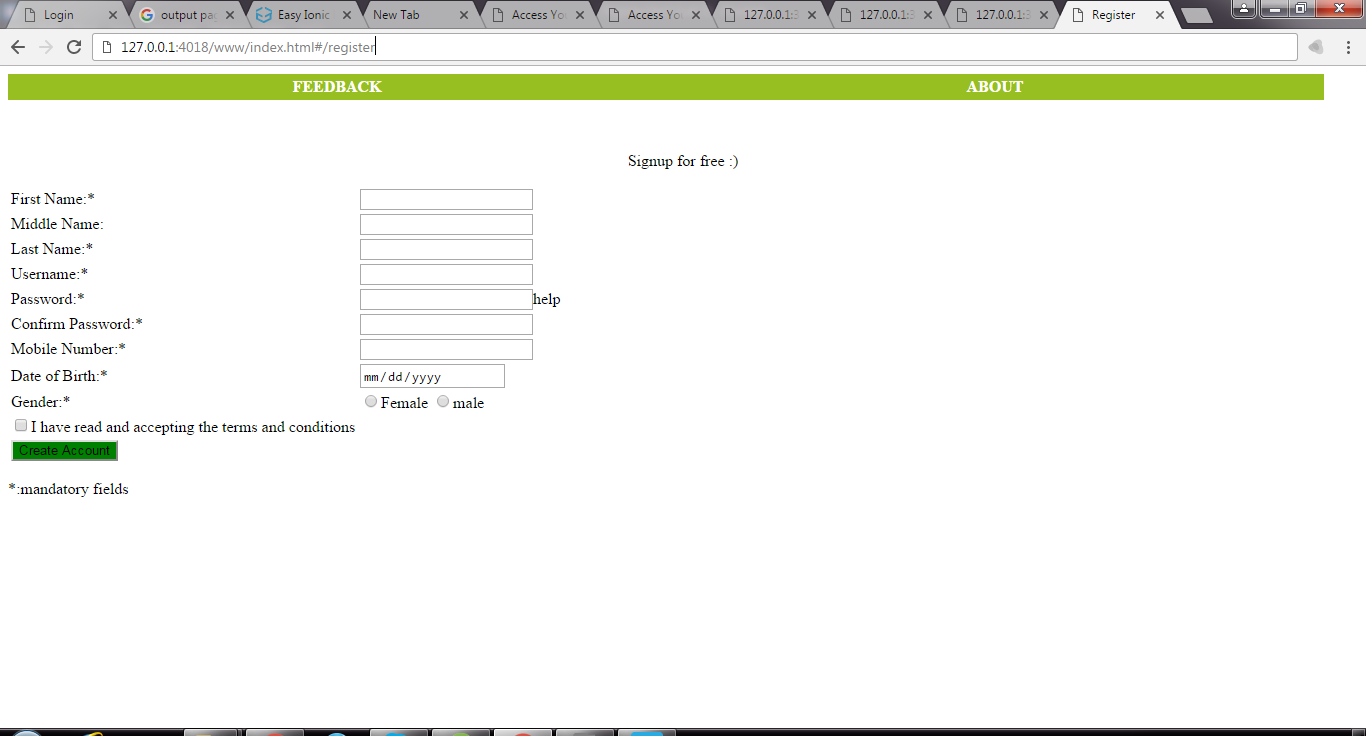 Login
output pa
Easy Ionic
New Tab
Access Yo
Access Yo
127.0.0.1:3
127.0.0.1:3
127.0.0.1:3
Register
127.0.0.1:4018/www/index.html#/register
FEEDBACK ABOUT
Signup for free :)
First Name:*
Middle Name:
Last Name:*
Username:*
Password:* help
Confirm Password:*
Mobile Number:*
Date of Birth:* mm/dd/yyyy
Gender:* Female male
I have read and accepting the terms and conditions
Create Account
*:mandatory fields